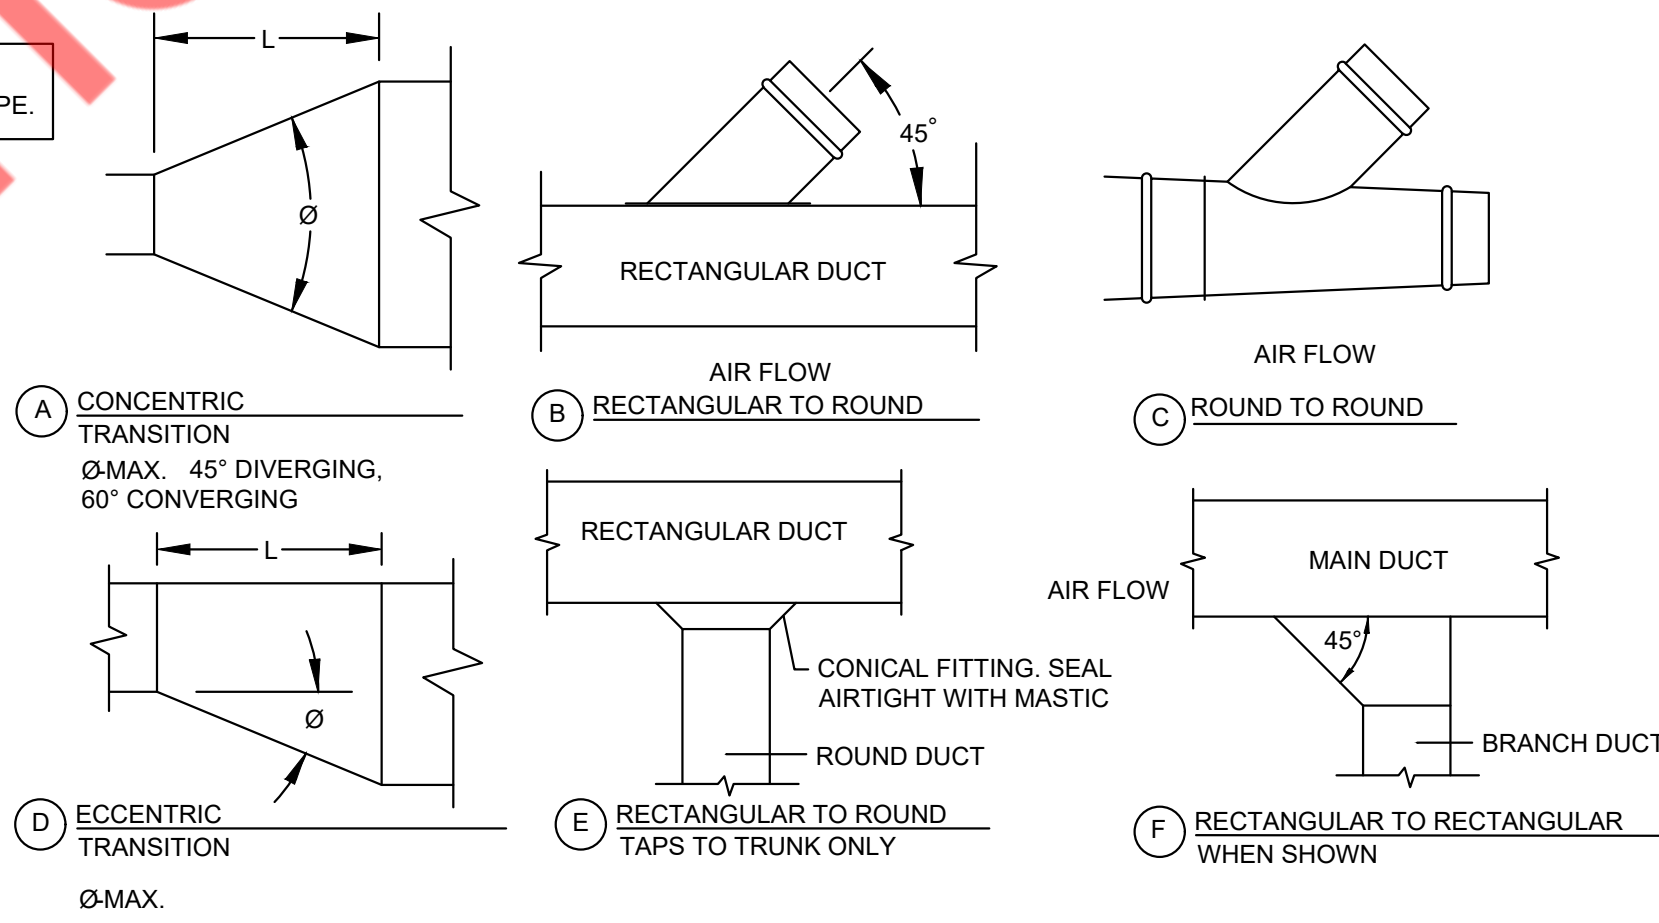 PE.
L
Ø
A
CONCENTRIC
TRANSITION
Ø-MAX. 45° DIVERGING,
60° CONVERGING
45°
RECTANGULAR DUCT
AIR FLOW
B
RECTANGULAR TO ROUND
AIR FLOW
C
ROUND TO ROUND
L
Ø
D
ECCENTRIC
TRANSITION
Ø-MAX.
RECTANGULAR DUCT
CONICAL FITTING. SEAL
AIRTIGHT WITH MASTIC
ROUND DUCT
E
RECTANGULAR TO ROUND
TAPS TO TRUNK ONLY
MAIN DUCT
AIR FLOW
45°
BRANCH DUCT
F
RECTANGULAR TO RECTANGULAR
WHEN SHOWN